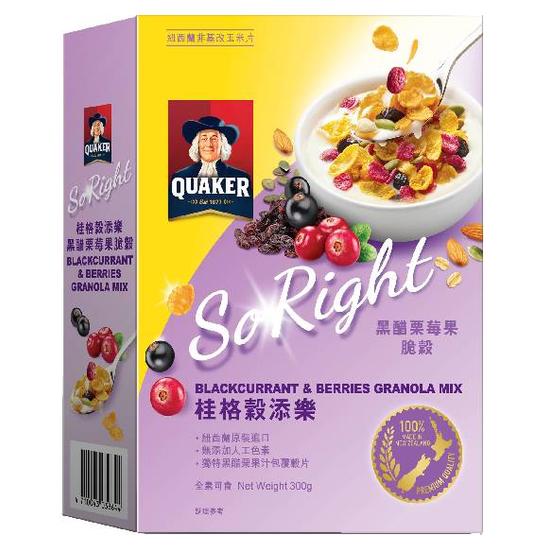 紐西蘭非基改玉米片
QUAKER
Est 1877
SoRight
黑醋栗莓果
脆穀
BLACKCURRANT & BERRIES GRANOLA MIX
桂格穀添樂
・紐西蘭原裝進口
・無添加人工色素
・獨特黑醋栗果汁包覆穀片
全素可食 Net Weight 300g
100%
MADE IN
NEW ZEALAND
PREMIUM QUALITY
SoRight
桂格穀添樂
黑醋栗莓果脆穀
BLACKCURRANT
& BERRIES
GRANOLA MIX